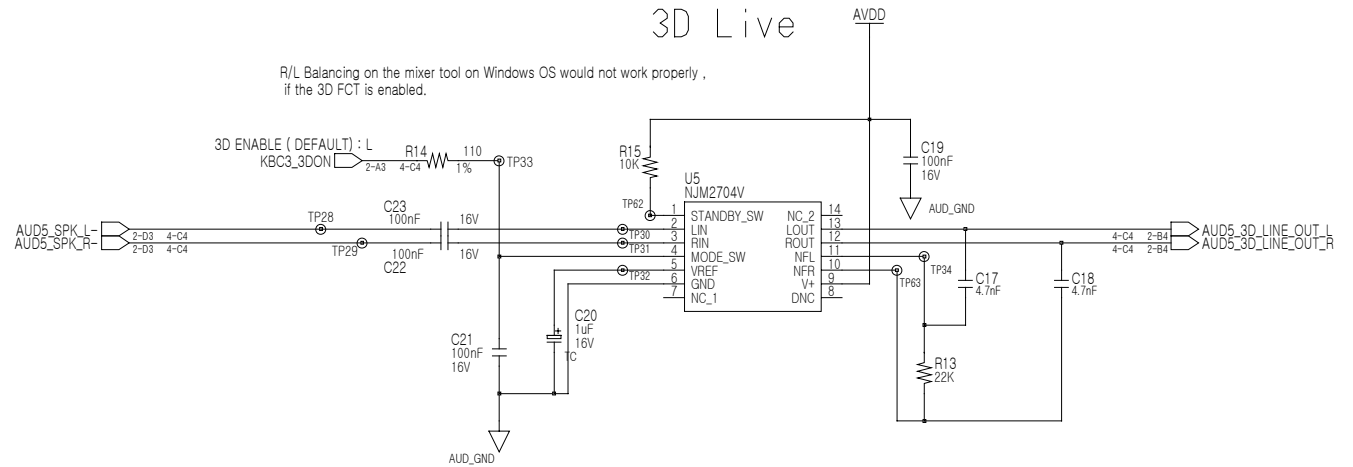 3D Live
AVDD
R/L Balancing on the mixer tool on Windows OS would not work properly ,
if the 3D FCT is enabled.
3D ENABLE ( DEFAULT) : L
KBC3_3DON
2-A3
4-C4
R14
110
1%
TP33
R15
10K
C19
100nF
16V
AUD_GND
U5
NJM2704V
TP62
1 STANDBY_SW NC_2 14
2 LIN LOUT 13
3 RIN ROUT 12
4 MODE_SW NFL 11
5 VREF NFR 10
6 GND V+ 9
7 NC_1 DNC 8
AUD5_SPK_L-
2-D3 4-C4
AUD5_SPK_R-
2-D3 4-C4
TP28
TP29
C23
100nF
16V
100nF
C22
16V
TP30
TP31
TP32
AUD5_3D_LINE_OUT_L
4-C4 2-B4
AUD5_3D_LINE_OUT_R
4-C4 2-B4
TP34
TP63
C17
4.7nF
C18
4.7nF
C20
1uF
16V
+
TC
C21
100nF
16V
R13
22K
AUD_GND